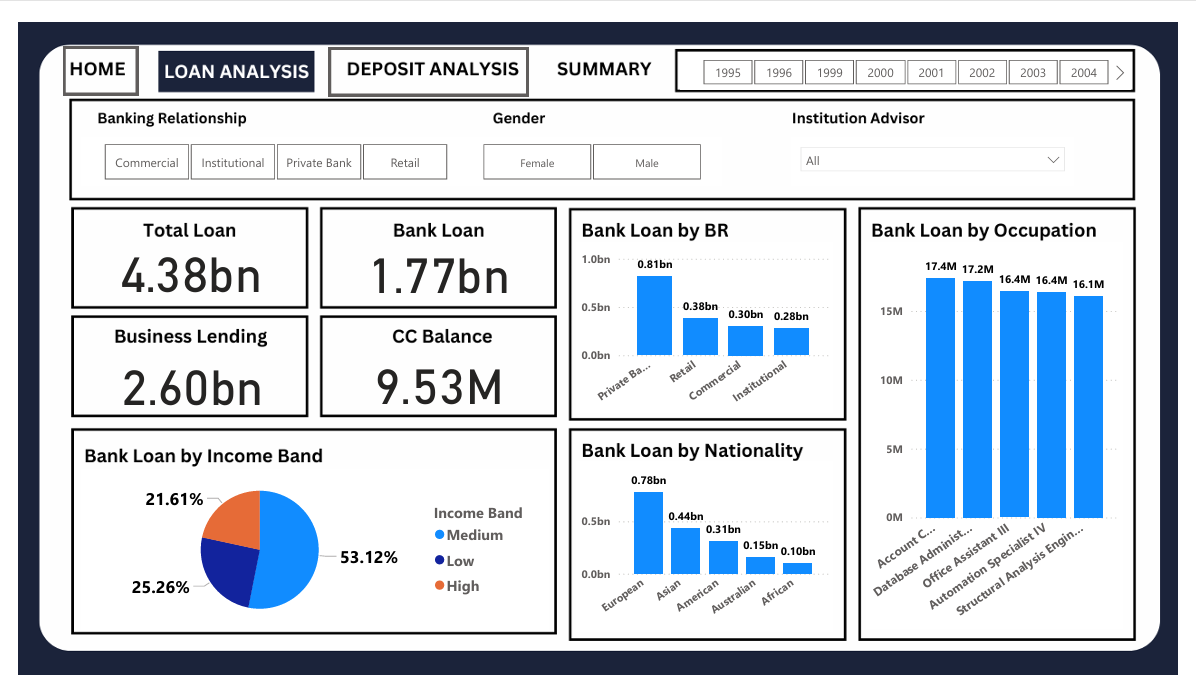 HOME
LOAN ANALYSIS
DEPOSIT ANALYSIS
SUMMARY
1995 1996 1999 2000 2001 2002 2003 2004
Banking Relationship
Commercial Institutional Private Bank Retail
Gender
Female Male
Institution Advisor
All
Total Loan
4.38bn
Bank Loan
1.77bn
Business Lending
2.60bn
CC Balance
9.53M
Bank Loan by BR
1.0bn
0.5bn
0.0bn
0.81bn
0.38bn
0.30bn
0.28bn
Private Ba...
Retail
Commercial
Institutional
Bank Loan by Occupation
17.4M
17.2M
16.4M
16.4M
16.1M
15M
10M
5M
0M
Account C...
Database Administ...
Office Assistant III
Automation Specialist IV
Structural Analysis Engin...
Bank Loan by Income Band
21.61%
53.12%
25.26%
Income Band
Medium
Low
High
Bank Loan by Nationality
0.78bn
0.44bn
0.31bn
0.15bn
0.10bn
0.5bn
0.0bn
European
Asian
American
Australian
African